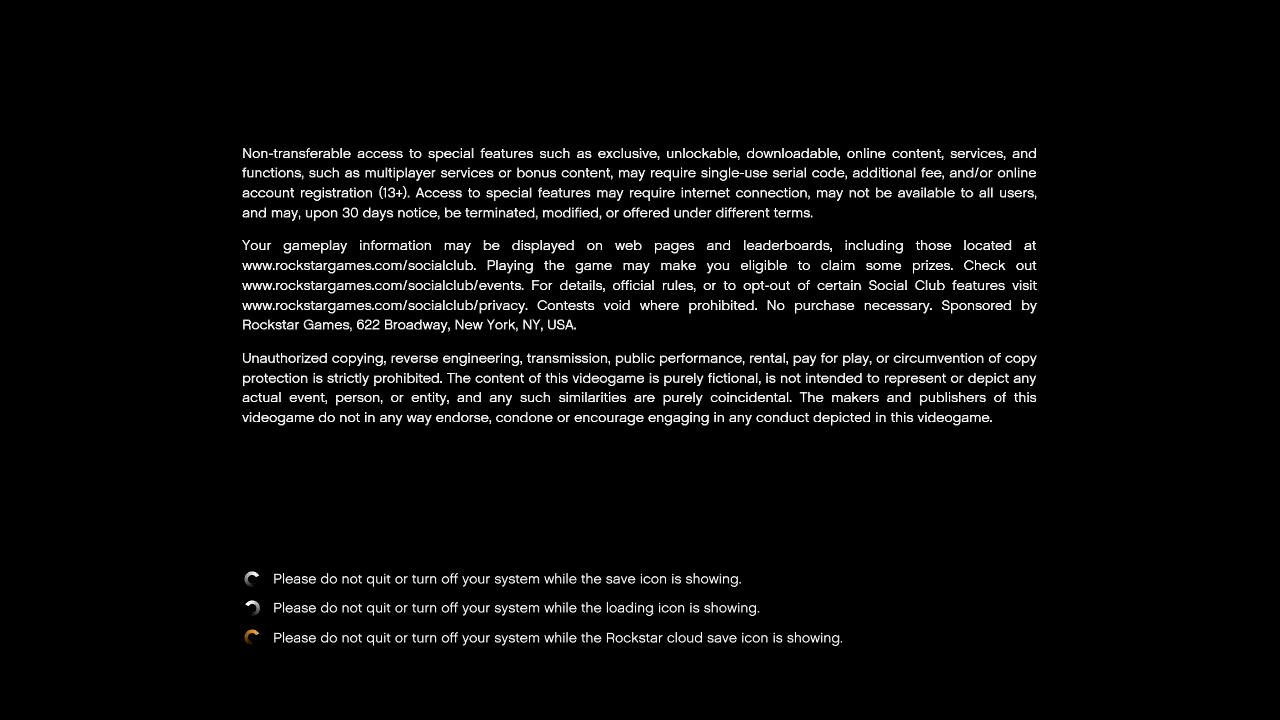 Non-transferable access to special features such as exclusive, unlockable, downloadable, online content, services, and
functions, such as multiplayer services or bonus content, may require single-use serial code, additional fee, and/or online
account registration (13+). Access to special features may require internet connection, may not be available to all users,
and may, upon 30 days notice, be terminated, modified, or offered under different terms.
Your gameplay information may be displayed on web pages and leaderboards, including those located at
www.rockstargames.com/socialclub. Playing the game may make you eligible to claim some prizes. Check out
www.rockstargames.com/socialclub/events. For details, official rules, or to opt-out of certain Social Club features visit
www.rockstargames.com/socialclub/privacy. Contests void where prohibited. No purchase necessary. Sponsored by
Rockstar Games, 622 Broadway, New York, NY, USA.
Unauthorized copying, reverse engineering, transmission, public performance, rental, pay for play, or circumvention of copy
protection is strictly prohibited. The content of this videogame is purely fictional, is not intended to represent or depict any
actual event, person, or entity, and any such similarities are purely coincidental. The makers and publishers of this
videogame do not in any way endorse, condone or encourage engaging in any conduct depicted in this videogame.
Please do not quit or turn off your system while the save icon is showing.
Please do not quit or turn off your system while the loading icon is showing.
Please do not quit or turn off your system while the Rockstar cloud save icon is showing.